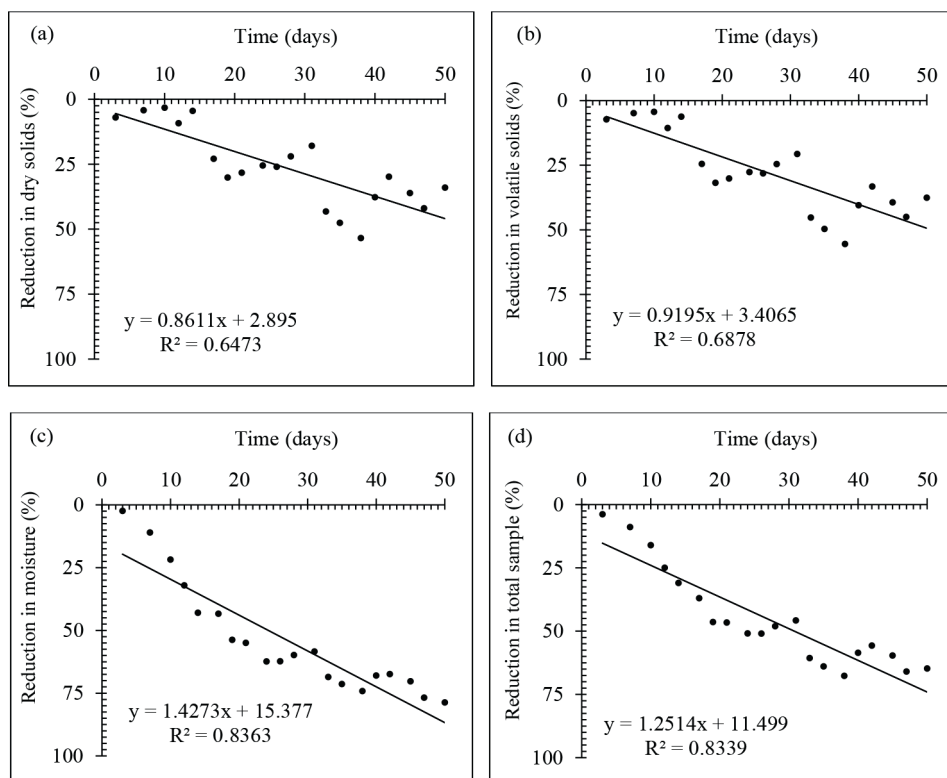 (a)
Time (days)
0 10 20 30 40 50
Reduction in dry solids (%)
0
25
50
75
100
y = 0.8611x + 2.895
R² = 0.6473
(b)
Time (days)
0 10 20 30 40 50
Reduction in volatile solids (%)
0
25
50
75
100
y = 0.9195x + 3.4065
R² = 0.6878
(c)
Time (days)
0 10 20 30 40 50
Reduction in moisture (%)
0
25
50
75
100
y = 1.4273x + 15.377
R² = 0.8363
(d)
Time (days)
0 10 20 30 40 50
Reduction in total sample (%)
0
25
50
75
100
y = 1.2514x + 11.499
R² = 0.8339